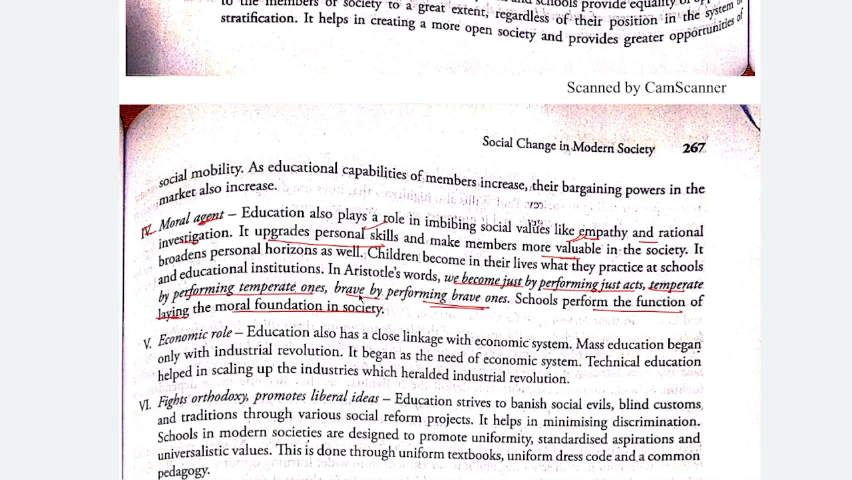 to the members of society to a great extent, regardless of their position in the system of
stratification. It helps in creating a more open society and provides greater opportunities of
Scanned by CamScanner
Social Change in Modern Society 267
social mobility. As educational capabilities of members increase, their bargaining powers in the
market also increase.
IV. Moral agent – Education also plays a role in imbibing social values like empathy and rational
investigation. It upgrades personal skills and make members more valuable in the society. It
broadens personal horizons as well. Children become in their lives what they practice at schools
and educational institutions. In Aristotle's words, we become just by performing just acts, temperate
by performing temperate ones, brave by performing brave ones. Schools perform the function of
laying the moral foundation in society.
V. Economic role – Education also has a close linkage with economic system. Mass education began
only with industrial revolution. It began as the need of economic system. Technical education
helped in scaling up the industries which heralded industrial revolution.
VI. Fights orthodoxy, promotes liberal ideas – Education strives to banish social evils, blind customs
and traditions through various social reform projects. It helps in minimising discrimination.
Schools in modern societies are designed to promote uniformity, standardised aspirations and
universalistic values. This is done through uniform textbooks, uniform dress code and a common
pedagogy.